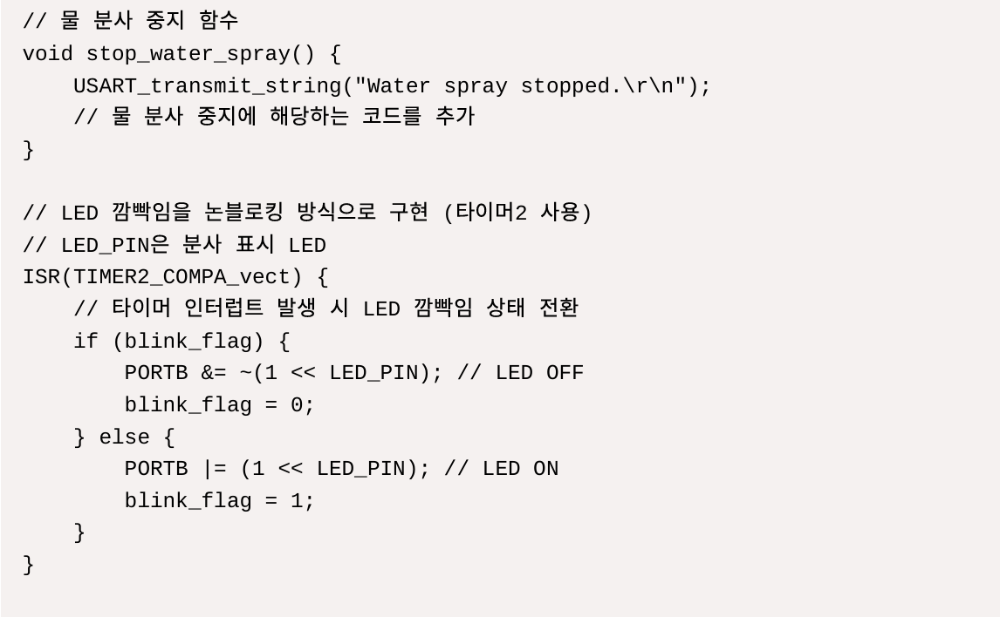 // 물 분사 중지 함수
void stop_water_spray() {
    USART_transmit_string("Water spray stopped.\r\n");
    // 물 분사 중지에 해당하는 코드를 추가
}

// LED 깜빡임을 논블로킹 방식으로 구현 (타이머2 사용)
// LED_PIN은 분사 표시 LED
ISR(TIMER2_COMPA_vect) {
    // 타이머 인터럽트 발생 시 LED 깜빡임 상태 전환
    if (blink_flag) {
        PORTB &= ~(1 << LED_PIN); // LED OFF
        blink_flag = 0;
    } else {
        PORTB |= (1 << LED_PIN); // LED ON
        blink_flag = 1;
    }
}